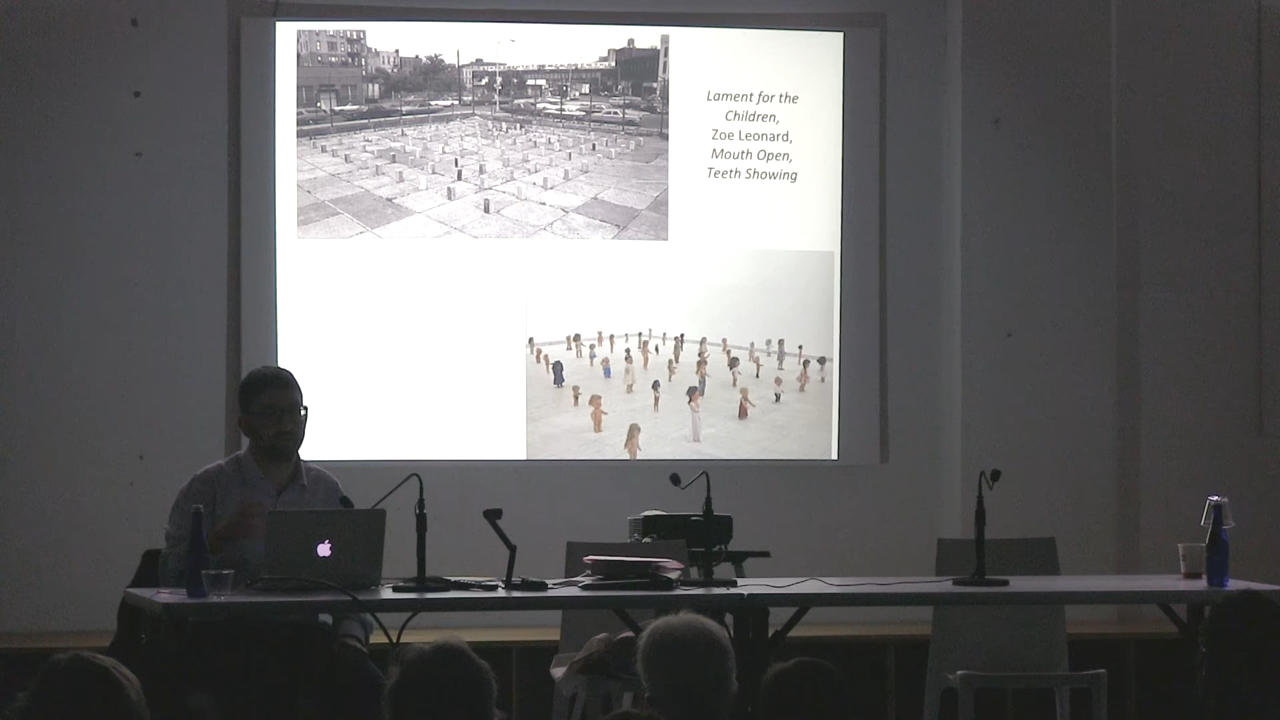 Lament for the
Children,
Zoe Leonard,
Mouth Open,
Teeth Showing